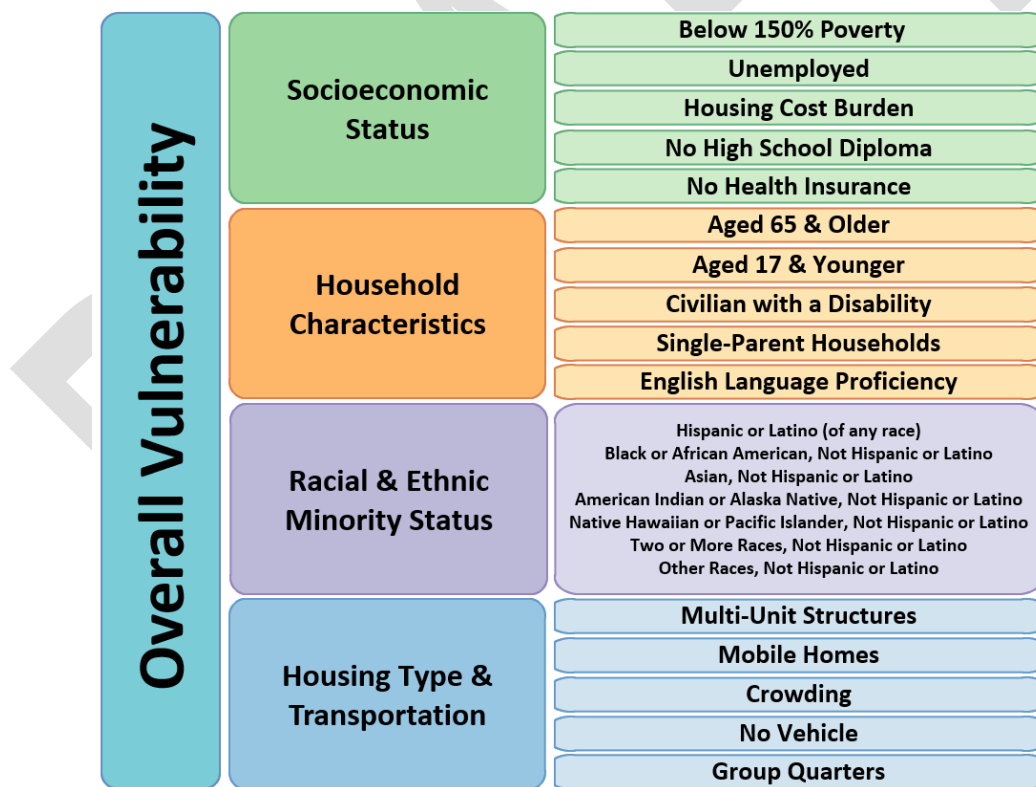 Overall Vulnerability
Socioeconomic
Status
Below 150% Poverty
Unemployed
Housing Cost Burden
No High School Diploma
No Health Insurance
Household
Characteristics
Aged 65 & Older
Aged 17 & Younger
Civilian with a Disability
Single-Parent Households
English Language Proficiency
Racial & Ethnic
Minority Status
Hispanic or Latino (of any race)
Black or African American, Not Hispanic or Latino
Asian, Not Hispanic or Latino
American Indian or Alaska Native, Not Hispanic or Latino
Native Hawaiian or Pacific Islander, Not Hispanic or Latino
Two or More Races, Not Hispanic or Latino
Other Races, Not Hispanic or Latino
Housing Type &
Transportation
Multi-Unit Structures
Mobile Homes
Crowding
No Vehicle
Group Quarters